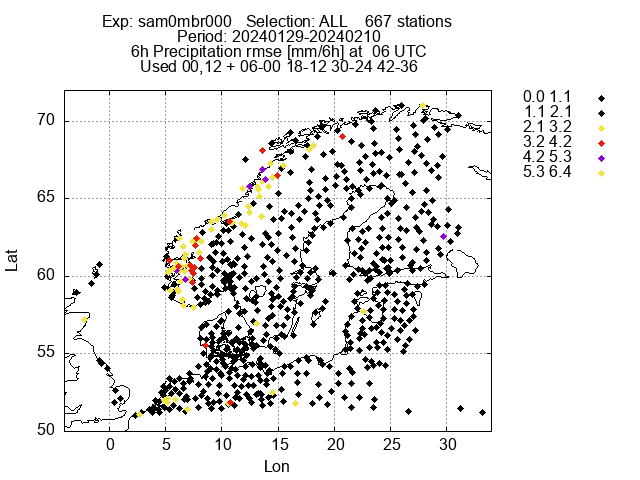 Exp: sam0mbr000   Selection: ALL    667 stations
Period: 20240129-20240210
6h Precipitation rmse [mm/6h] at  06 UTC
Used 00,12 + 06-00 18-12 30-24 42-36
0.0 1.1
1.1 2.1
2.1 3.2
3.2 4.2
4.2 5.3
5.3 6.4
70
65
60
55
50
Lat
0 5 10 15 20 25 30
Lon